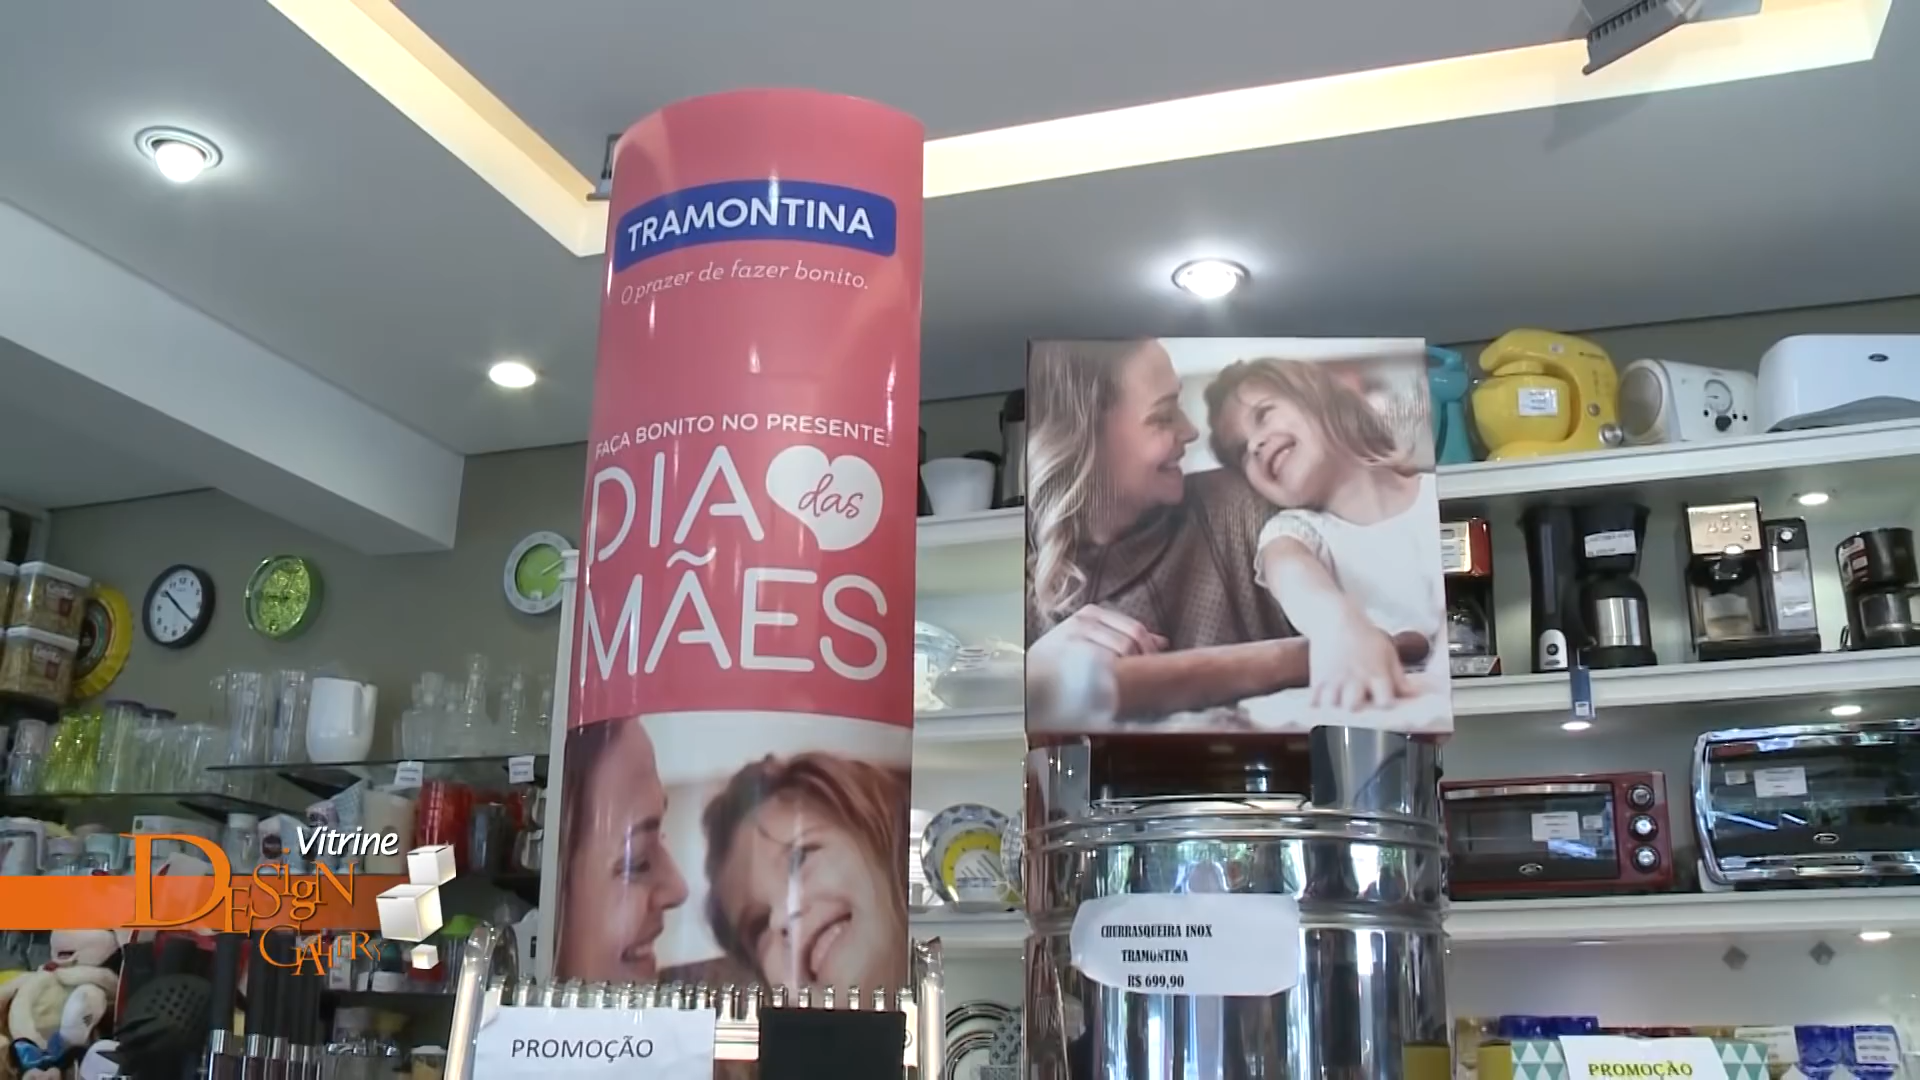 TRAMONTINA
O prazer de fazer bonito.
FAÇA BONITO NO PRESENTE.
DIA das
MÃES
Vitrine
DESIGN
GALLERY
CHURRASQUEIRA INOX
TRAMONTINA
R$ 699,90
PROMOÇÃO
PROMOÇÃO